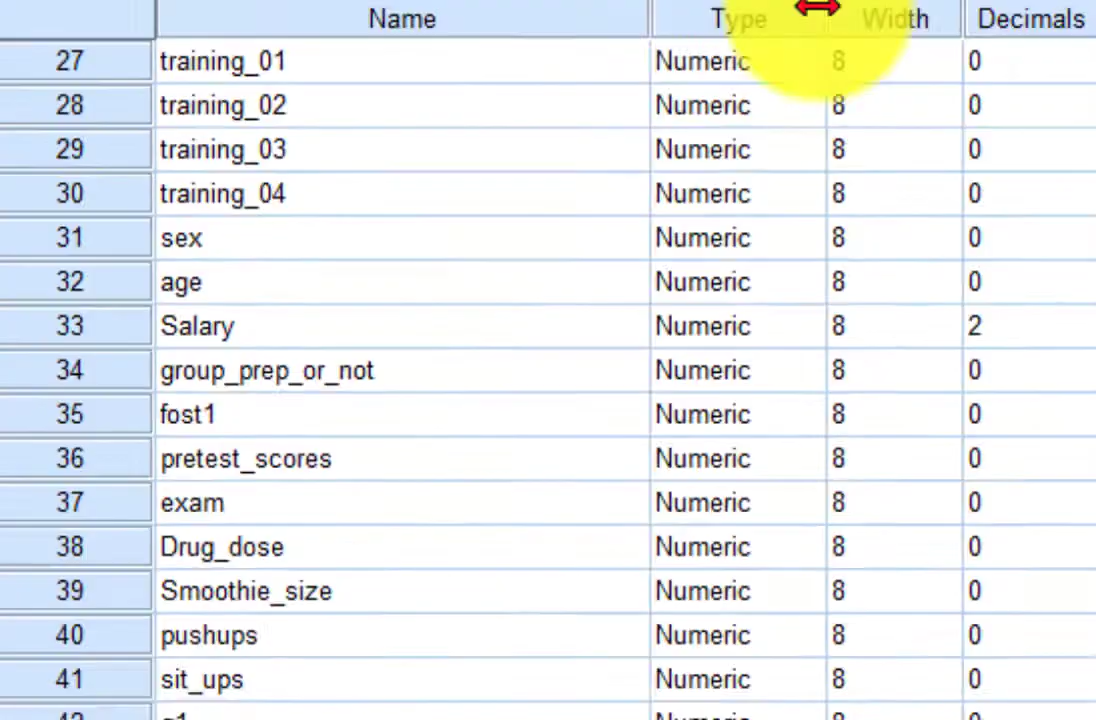 Name Type Width Decimals
27 training_01 Numeric 8 0
28 training_02 Numeric 8 0
29 training_03 Numeric 8 0
30 training_04 Numeric 8 0
31 sex Numeric 8 0
32 age Numeric 8 0
33 Salary Numeric 8 2
34 group_prep_or_not Numeric 8 0
35 fost1 Numeric 8 0
36 pretest_scores Numeric 8 0
37 exam Numeric 8 0
38 Drug_dose Numeric 8 0
39 Smoothie_size Numeric 8 0
40 pushups Numeric 8 0
41 sit_ups Numeric 8 0